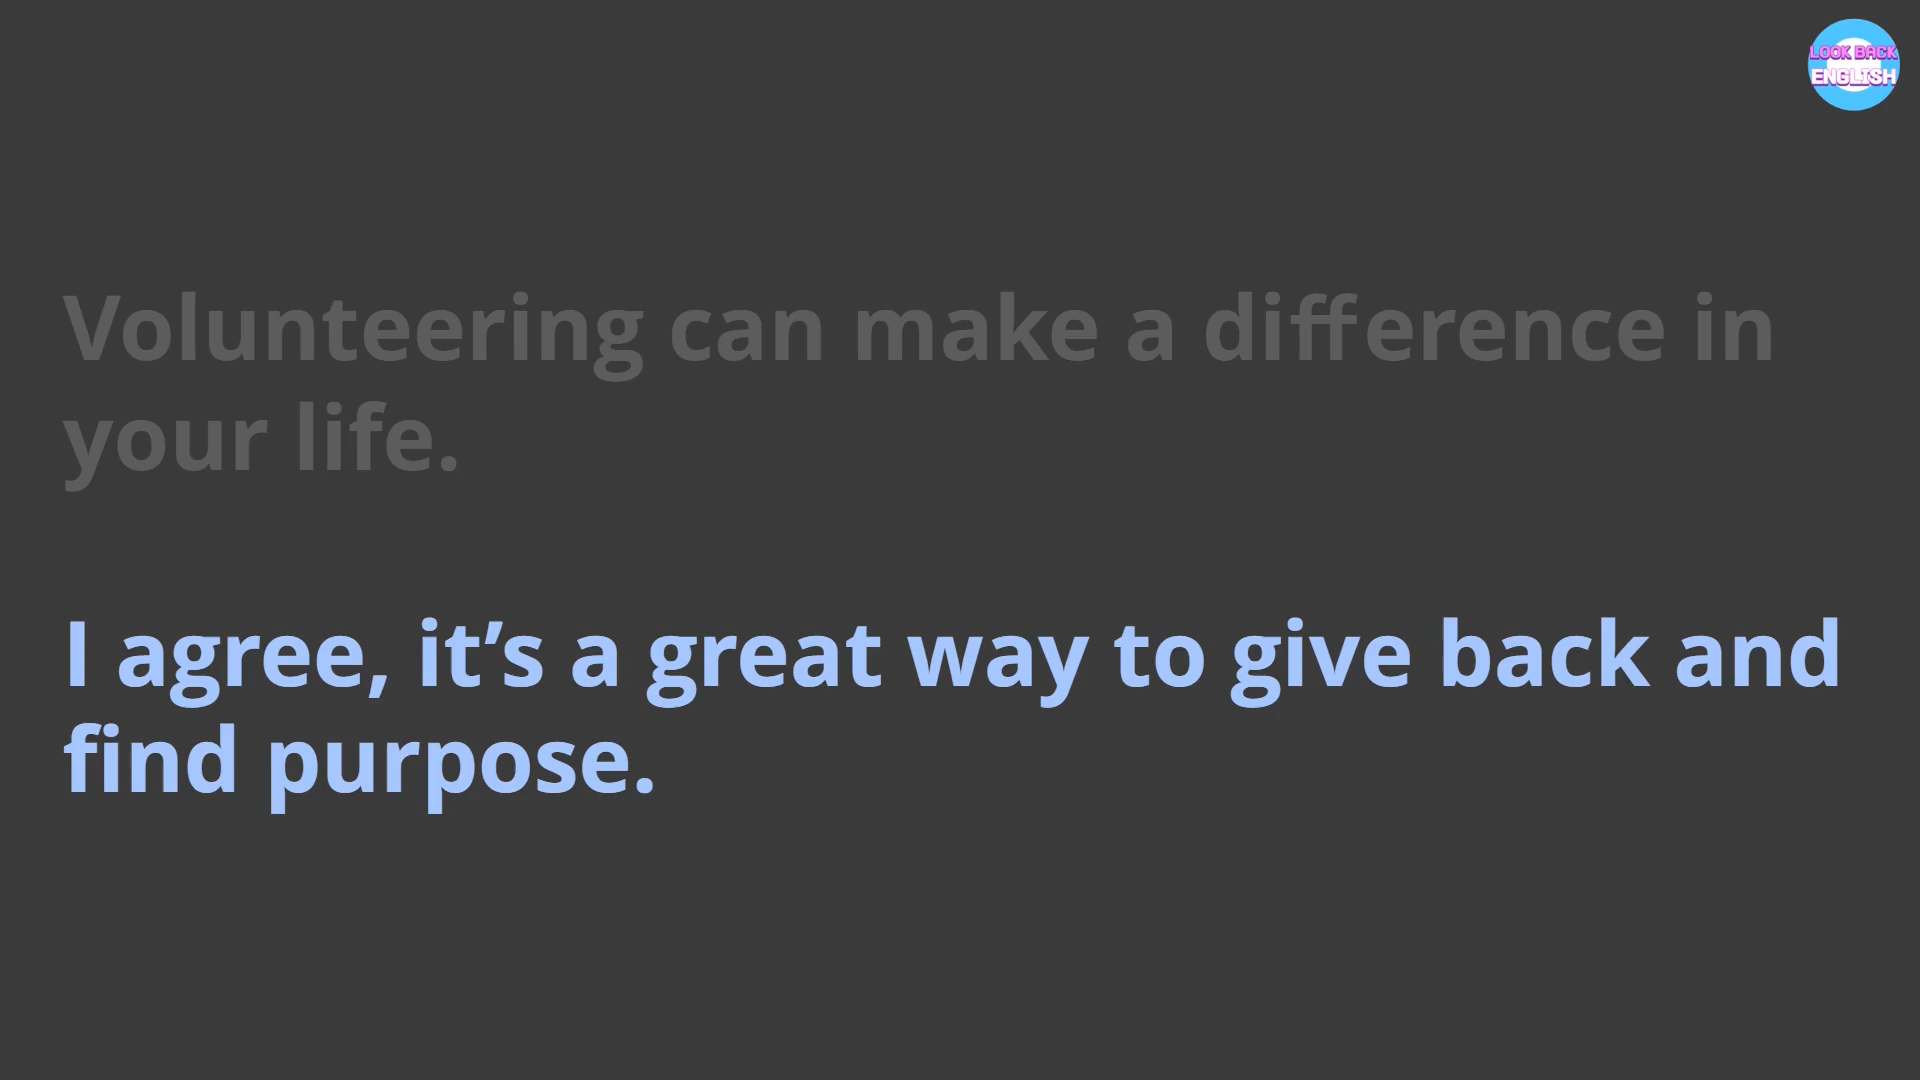 LOOK BACK
ENGLISH
Volunteering can make a difference in
your life.
I agree, it’s a great way to give back and
find purpose.